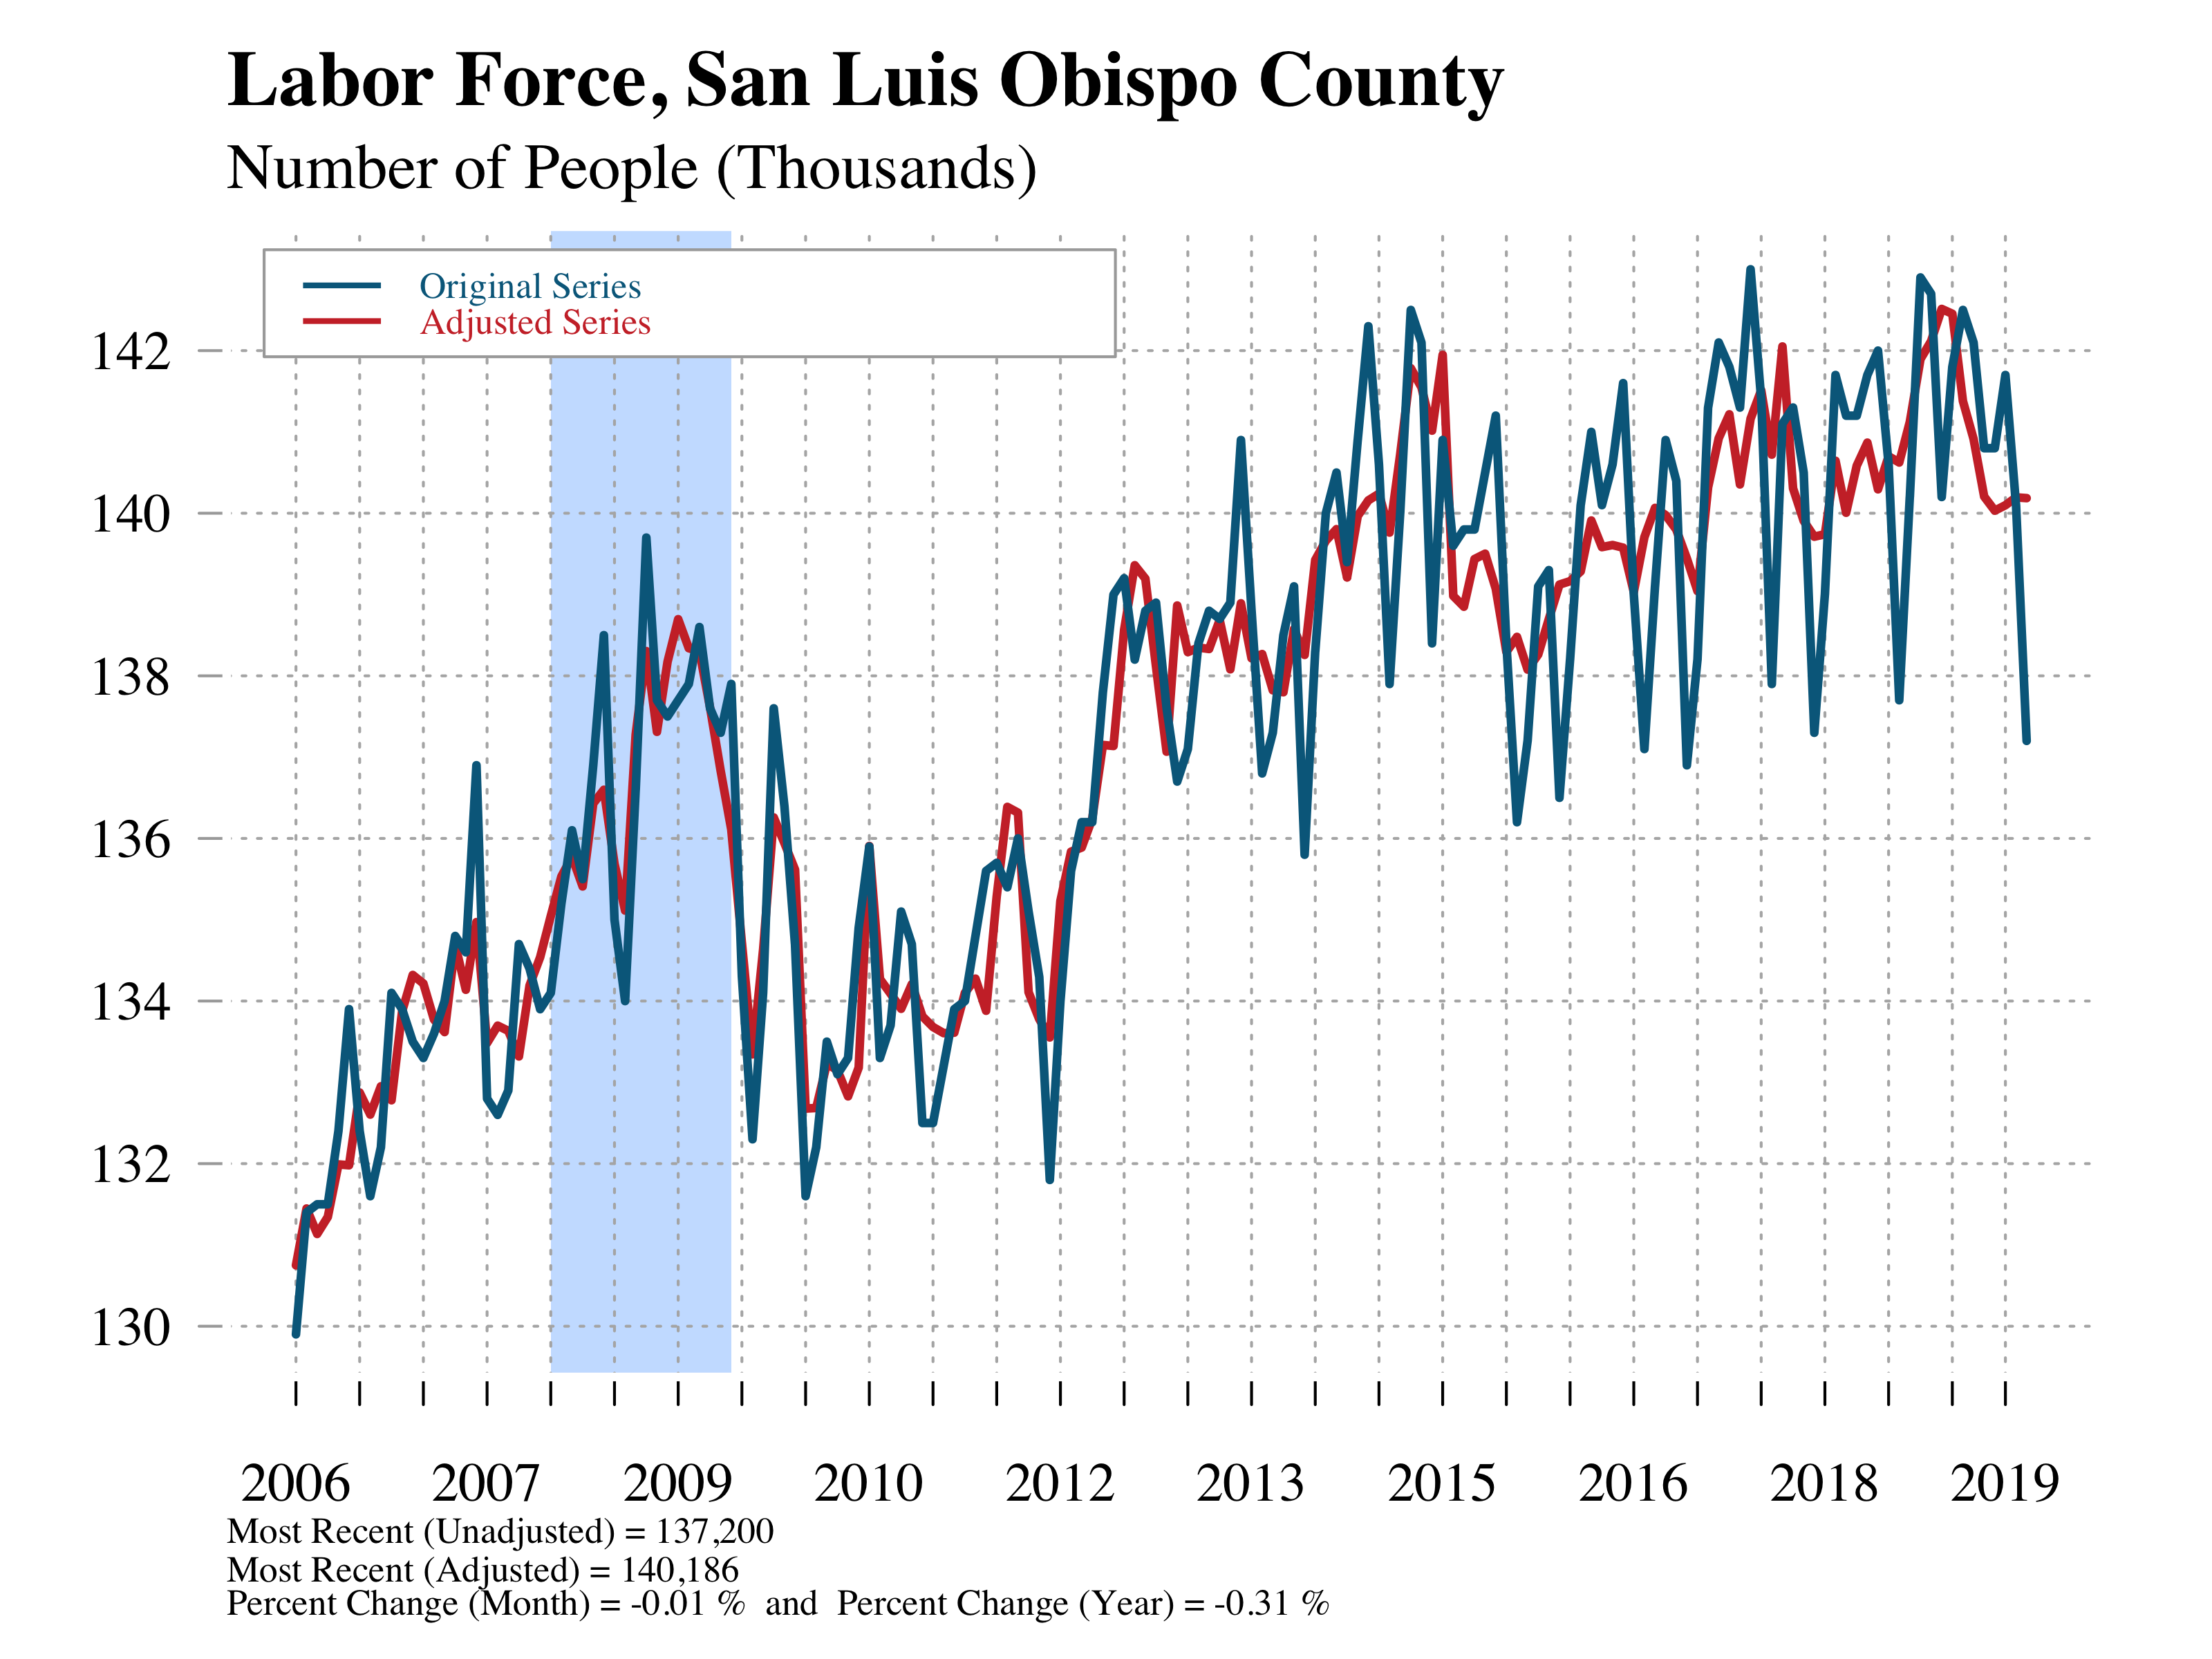 Labor Force, San Luis Obispo County
Number of People (Thousands)
Original Series
Adjusted Series
142
140
138
136
134
132
130
2006 2007 2009 2010 2012 2013 2015 2016 2018 2019
Most Recent (Unadjusted) = 137,200
Most Recent (Adjusted) = 140,186
Percent Change (Month) = -0.01 % and Percent Change (Year) = -0.31 %